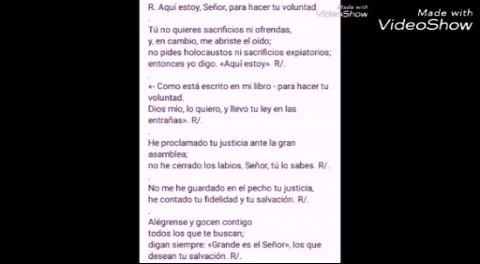 R. Aquí estoy, Señor, para hacer tu voluntad
Made with
VideoShow
Made with
VideoShow
.
Tú no quieres sacrificios ni ofrendas,
y, en cambio, me abriste el oído;
no pides holocaustos ni sacrificios expiatorios;
entonces yo digo. «Aquí estoy». R/.
.
«- Como está escrito en mi libro - para hacer tu
voluntad.
Dios mío, lo quiero, y llevo tu ley en las
entrañas». R/.
.
He proclamado tu justicia ante la gran
asamblea;
no he cerrado los labios, Señor, tú lo sabes. R/.
.
No me he guardado en el pecho tu justicia,
he contado tu fidelidad y tu salvación. R/.
.
Alégrense y gocen contigo
todos los que te buscan;
digan siempre: «Grande es el Señor», los que
desean tu salvación. R/.